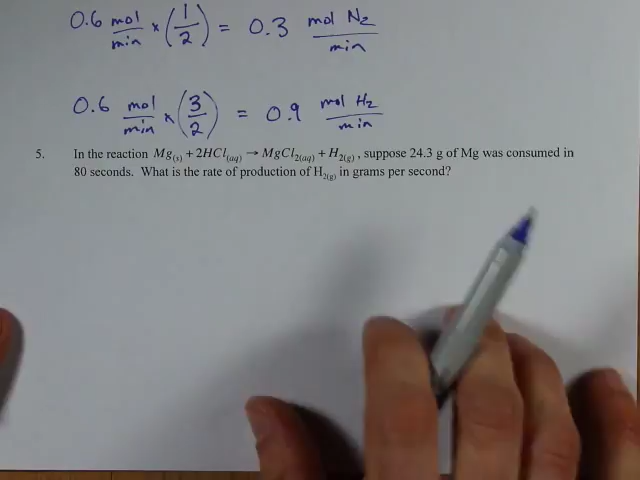 0.6 mol/min × (1/2) = 0.3 mol N2/min
0.6 mol/min × (3/2) = 0.9 mol H2/min
5. In the reaction Mg(s) + 2HCl(aq) → MgCl2(aq) + H2(g), suppose 24.3 g of Mg was consumed in
80 seconds. What is the rate of production of H2(g) in grams per second?